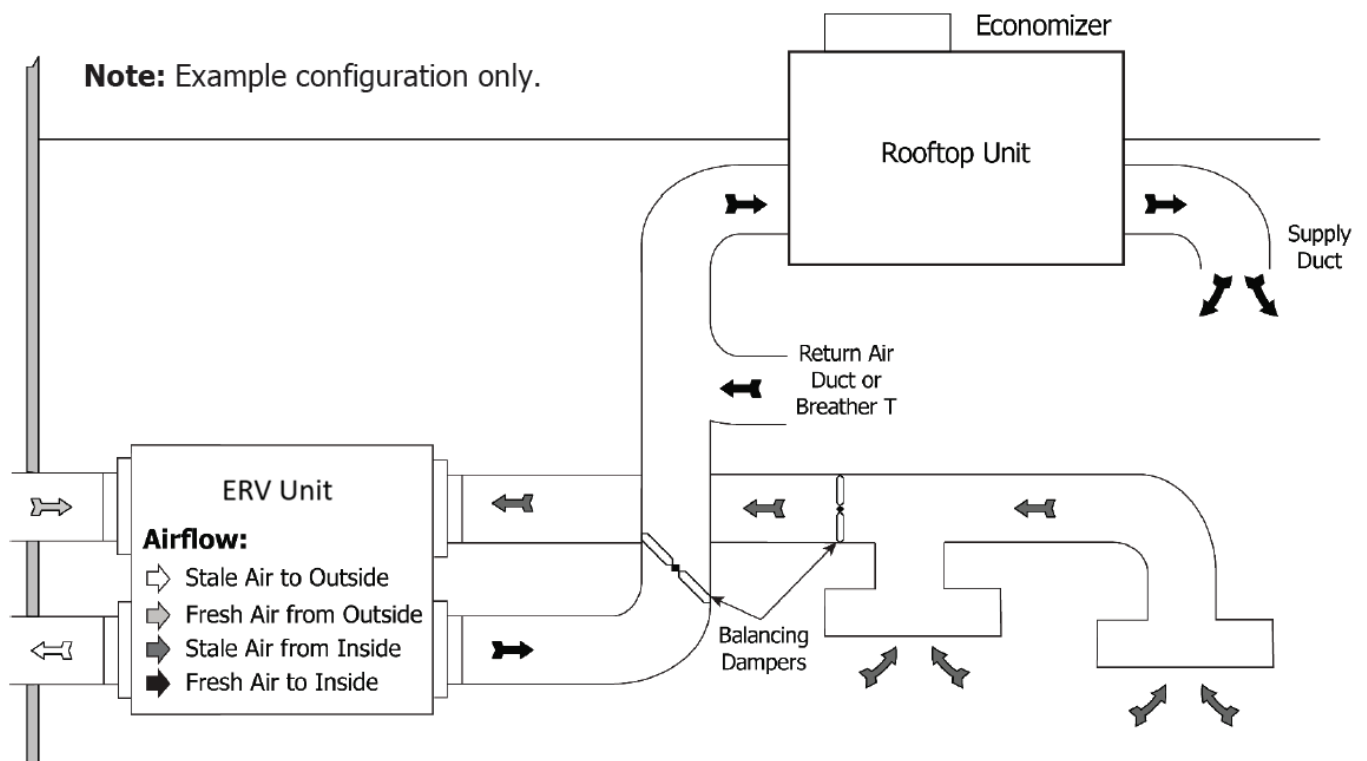 Economizer
Note: Example configuration only.
Rooftop Unit
Supply
Duct
Return Air
Duct or
Breather T
ERV Unit
Airflow:
Stale Air to Outside
Fresh Air from Outside
Stale Air from Inside
Fresh Air to Inside
Balancing
Dampers